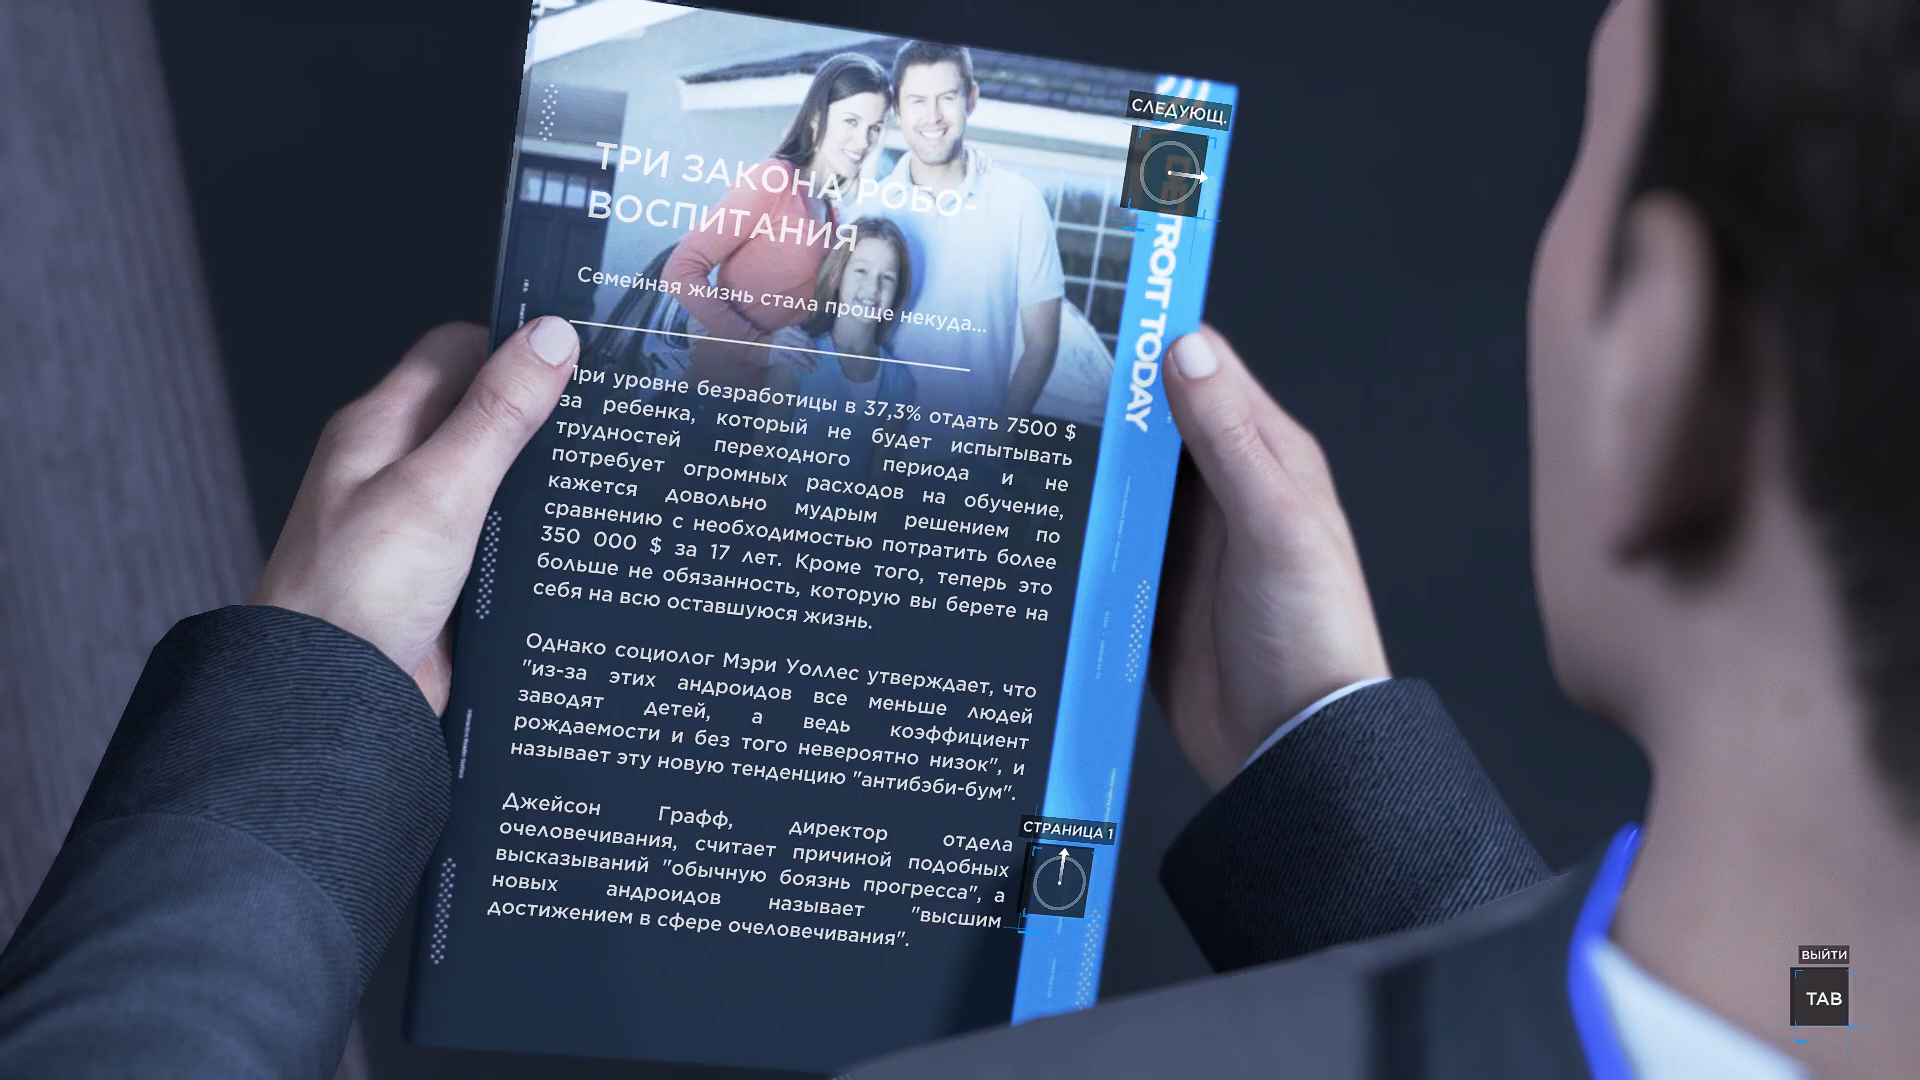 СЛЕДУЮЩ.
DETROIT TODAY
ТРИ ЗАКОНА РОБО-
ВОСПИТАНИЯ
Семейная жизнь стала проще некуда...
При уровне безработицы в 37,3% отдать 7500 $
за ребенка, который не будет испытывать
трудностей переходного периода и не
потребует огромных расходов на обучение,
кажется довольно мудрым решением по
сравнению с необходимостью потратить более
350 000 $ за 17 лет. Кроме того, теперь это
больше не обязанность, которую вы берете на
себя на всю оставшуюся жизнь.
Однако социолог Мэри Уоллес утверждает, что
"из-за этих андроидов все меньше людей
заводят детей, а ведь коэффициент
рождаемости и без того невероятно низок", и
называет эту новую тенденцию "антибэби-бум".
Джейсон Графф, директор отдела
очеловечивания, считает причиной подобных
высказываний "обычную боязнь прогресса", а
новых андроидов называет "высшим
достижением в сфере очеловечивания".
СТРАНИЦА 1
ВЫЙТИ
TAB